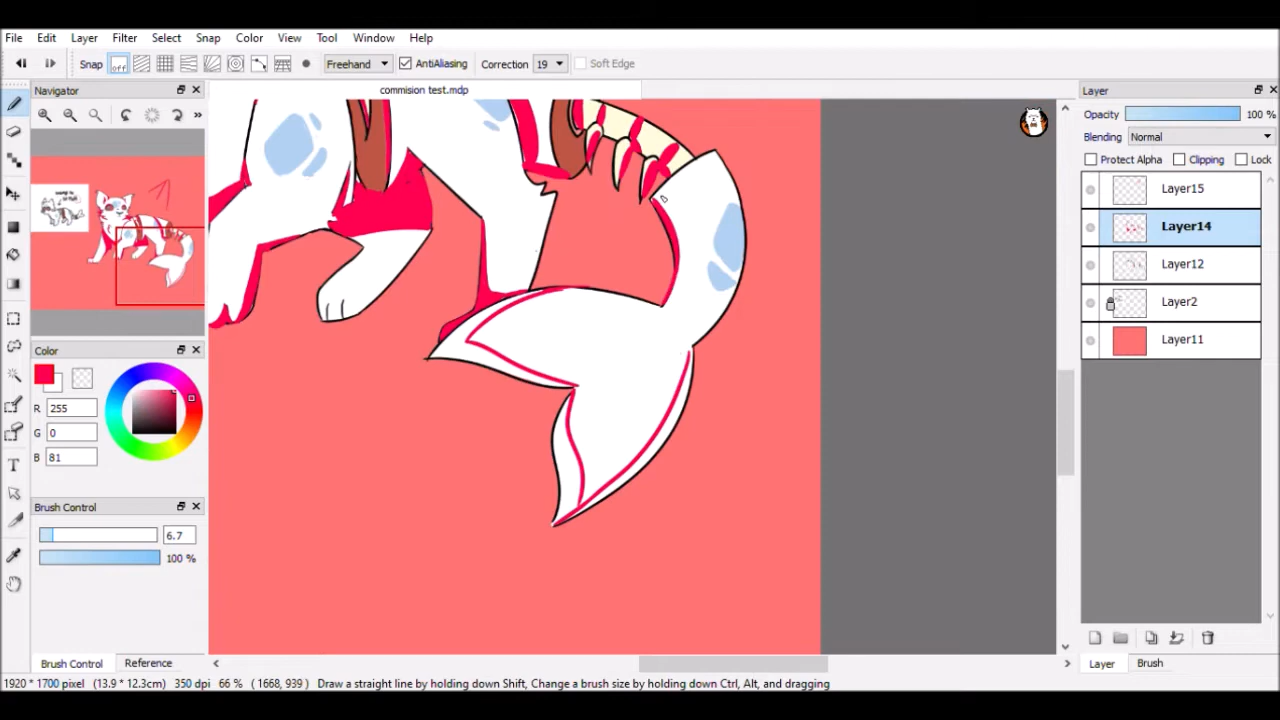 File Edit Layer Filter Select Snap Color View Tool Window Help
Snap off Freehand AntiAliasing Correction 19 Soft Edge
Navigator
commision test.mdp
Layer
Opacity 100 %
Blending Normal
Protect Alpha Clipping Lock
Layer15
Layer14
Layer12
Layer2
Layer11
Color
R 255
G 0
B 81
Brush Control
6.7
100 %
Brush Control Reference
Layer Brush
1920 * 1700 pixel (13.9 * 12.3cm) 350 dpi 66 % ( 1668, 939 ) Draw a straight line by holding down Shift, Change a brush size by holding down Ctrl, Alt, and dragging